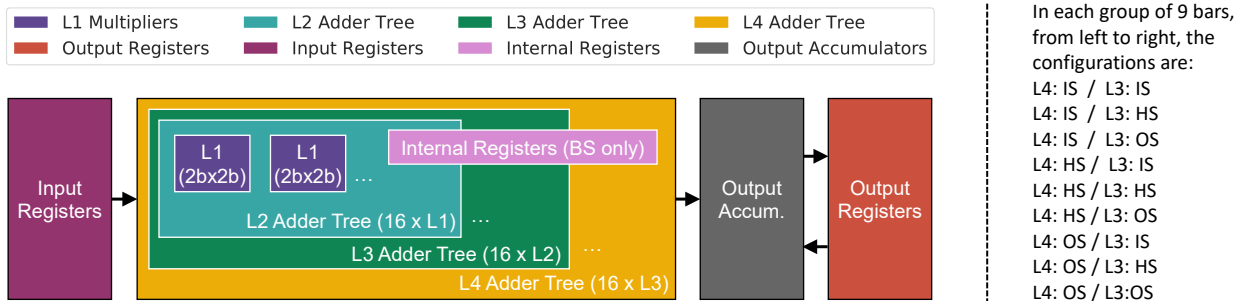 L1 Multipliers
L2 Adder Tree
L3 Adder Tree
L4 Adder Tree
Output Registers
Input Registers
Internal Registers
Output Accumulators
Input
Registers
L1
(2bx2b)
L1
(2bx2b)
...
Internal Registers (BS only)
L2 Adder Tree (16 x L1)
...
L3 Adder Tree (16 x L2)
...
L4 Adder Tree (16 x L3)
Output
Accum.
Output
Registers
In each group of 9 bars,
from left to right, the
configurations are:
L4: IS / L3: IS
L4: IS / L3: HS
L4: IS / L3: OS
L4: HS / L3: IS
L4: HS / L3: HS
L4: HS / L3: OS
L4: OS / L3: IS
L4: OS / L3: HS
L4: OS / L3:OS